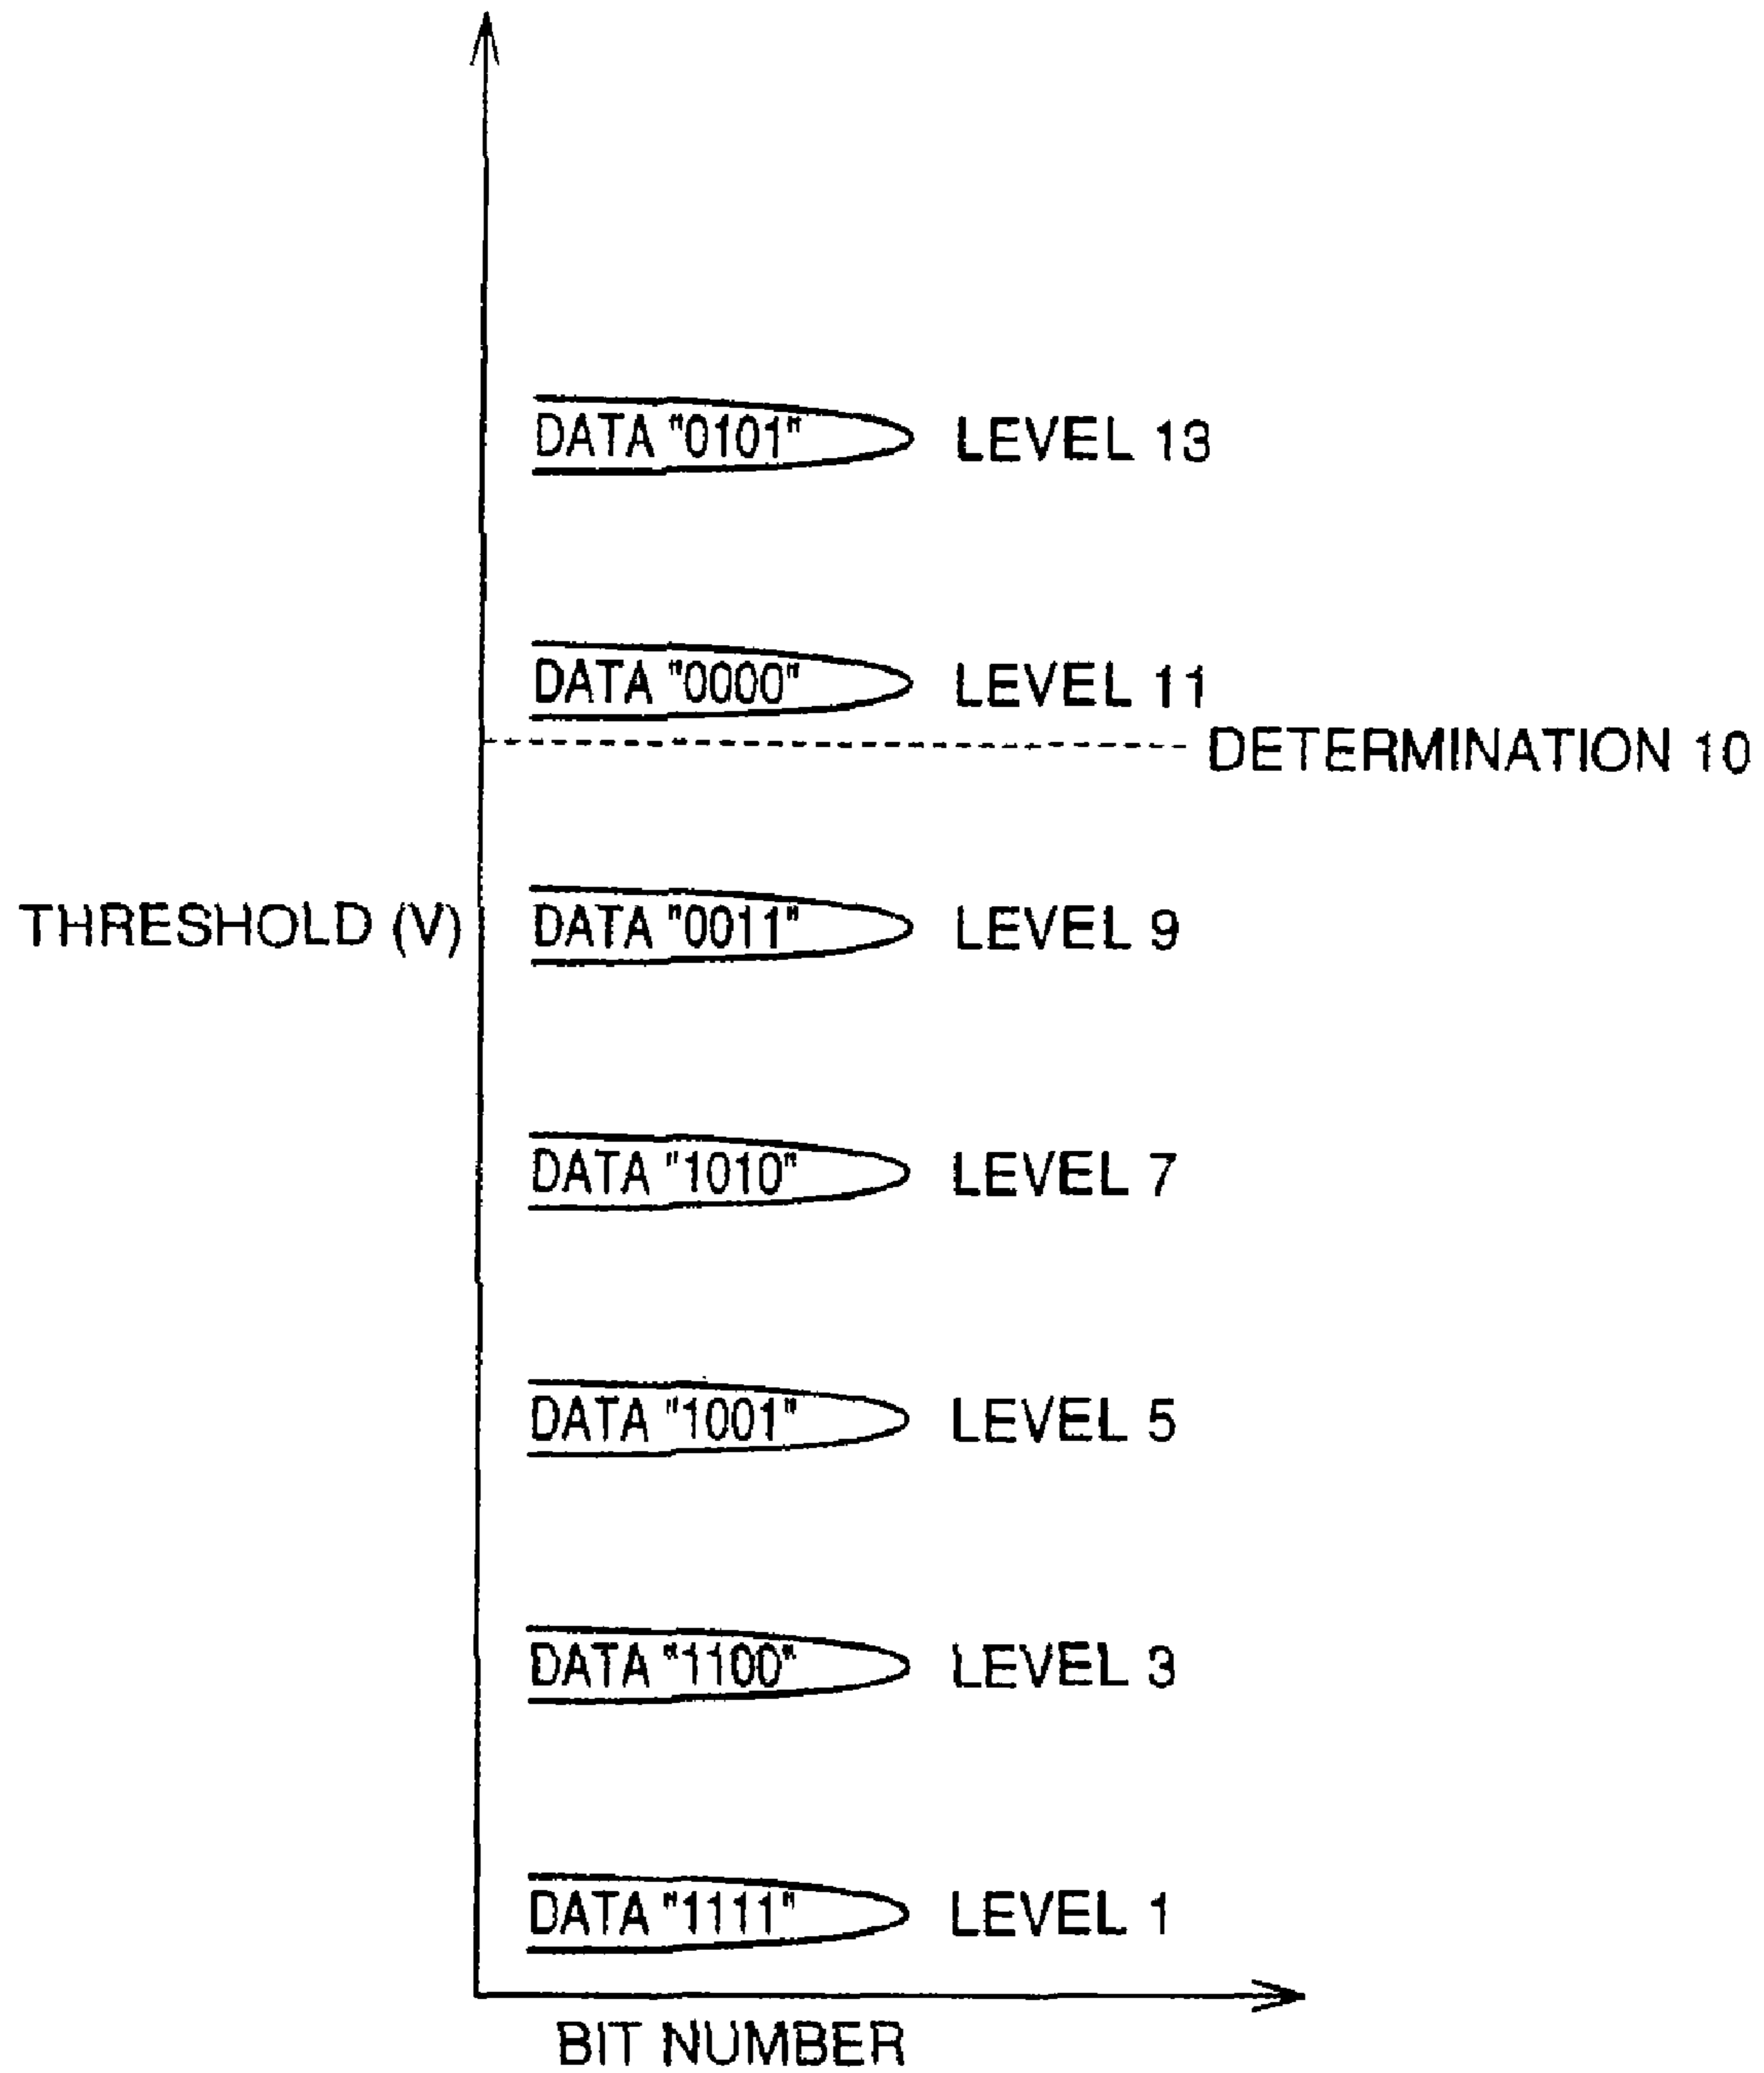 DATA "0101" LEVEL 13
DATA "0000" LEVEL 11
DETERMINATION 10
THRESHOLD (V) DATA "0011" LEVEL 9
DATA "1010" LEVEL 7
DATA "1001" LEVEL 5
DATA "1100" LEVEL 3
DATA "1111" LEVEL 1
BIT NUMBER